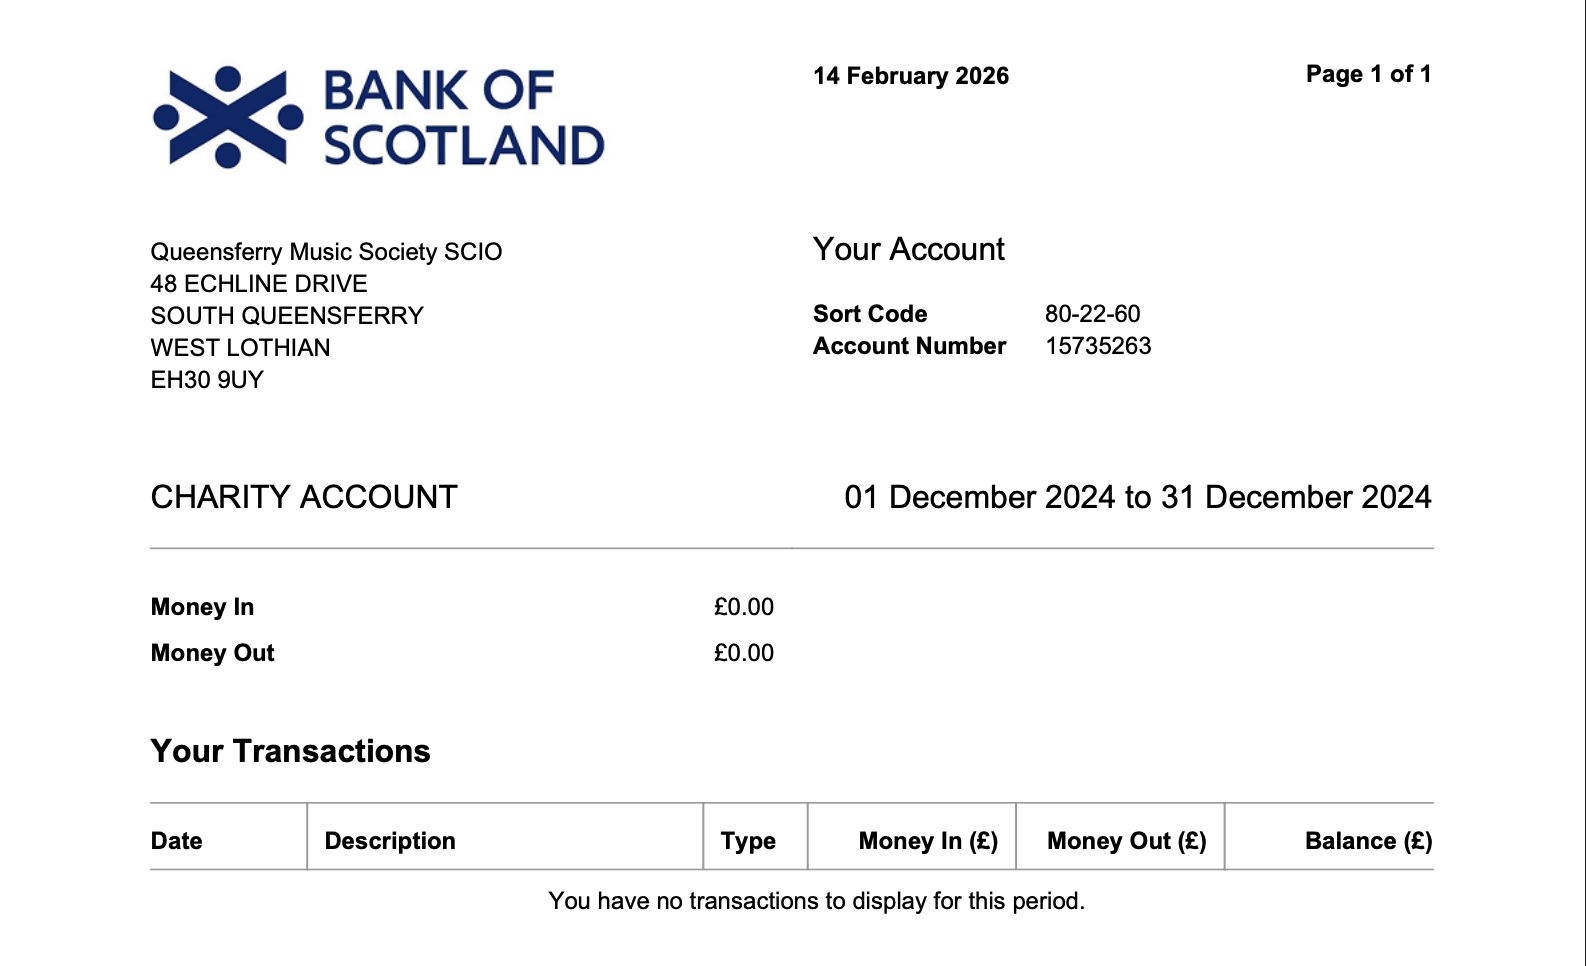 BANK OF
SCOTLAND
14 February 2026
Page 1 of 1
Queensferry Music Society SCIO
48 ECHLINE DRIVE
SOUTH QUEENSFERRY
WEST LOTHIAN
EH30 9UY
Your Account
Sort Code 80-22-60
Account Number 15735263
CHARITY ACCOUNT 01 December 2024 to 31 December 2024
Money In £0.00
Money Out £0.00
Your Transactions
Date Description Type Money In (£) Money Out (£) Balance (£)
You have no transactions to display for this period.